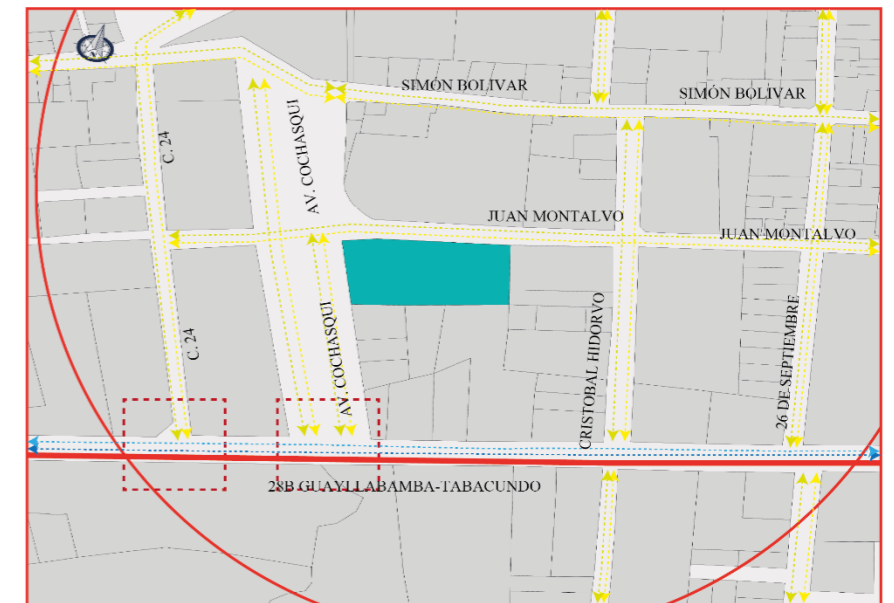 SIMÓN BOLIVAR
SIMÓN BOLIVAR
C. 24
AV. COCHASQUI
JUAN MONTALVO
JUAN MONTALVO
C. 24
AV. COCHASQUI
CRISTOBAL HIDORVO
26 DE SEPTIEMBRE
28B GUAYLLABAMBA-TABACUNDO